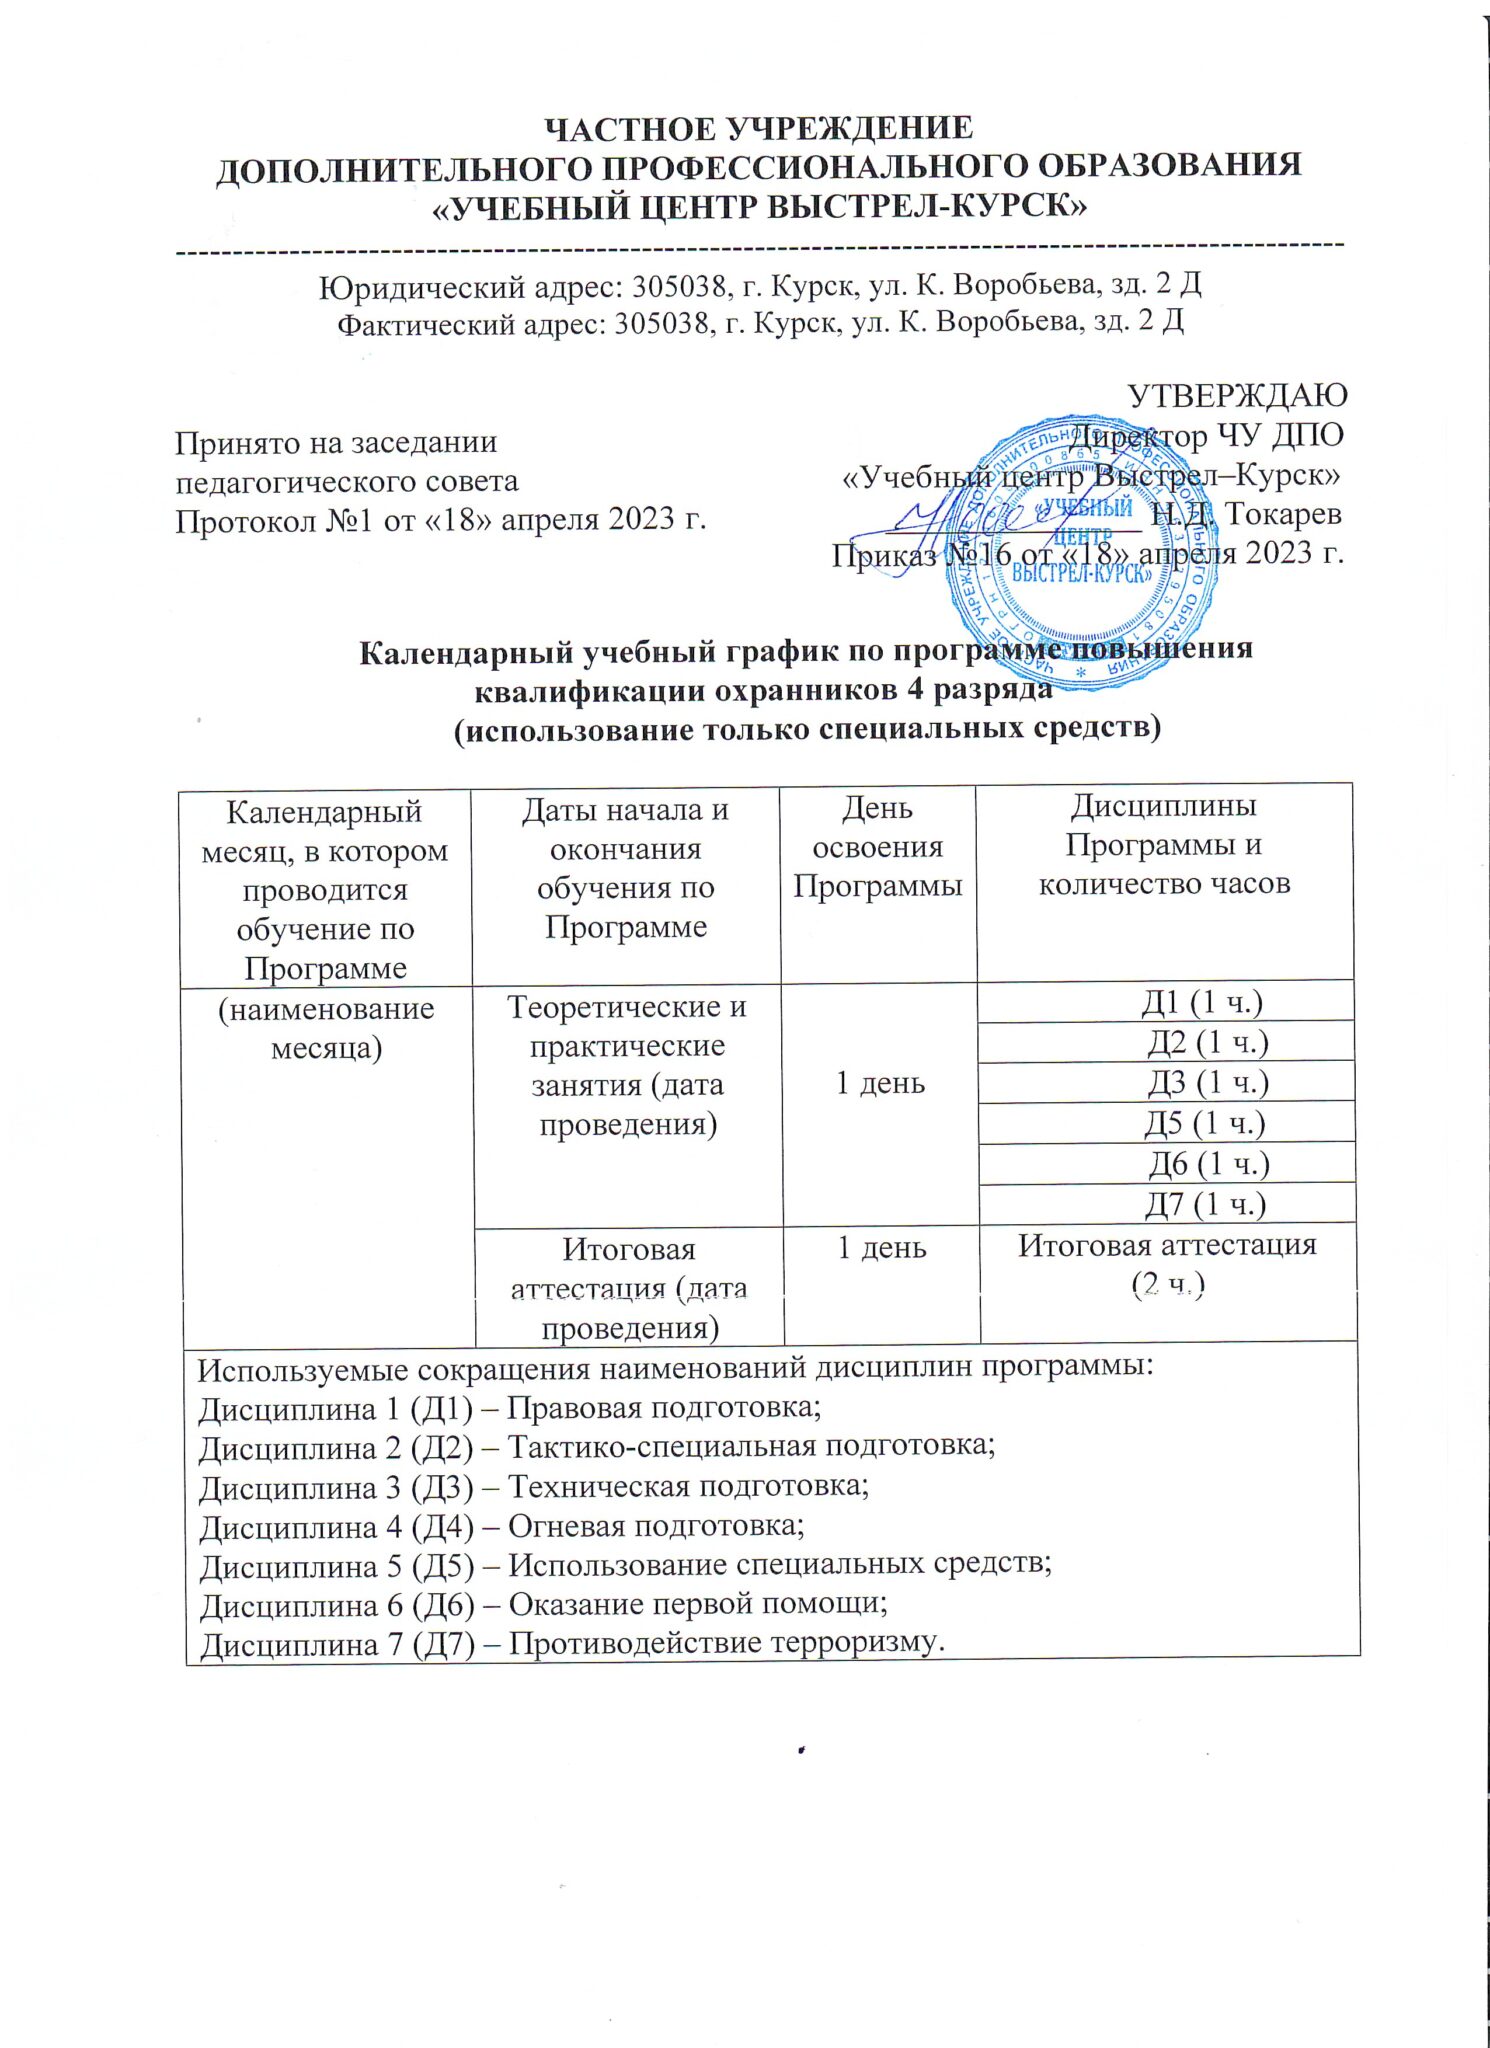 ЧАСТНОЕ УЧРЕЖДЕНИЕ
ДОПОЛНИТЕЛЬНОГО ПРОФЕССИОНАЛЬНОГО ОБРАЗОВАНИЯ
«УЧЕБНЫЙ ЦЕНТР ВЫСТРЕЛ-КУРСК»
Юридический адрес: 305038, г. Курск, ул. К. Воробьева, зд. 2 Д
Фактический адрес: 305038, г. Курск, ул. К. Воробьева, зд. 2 Д
УТВЕРЖДАЮ
Принято на заседании
Директор ЧУ ДПО
педагогического совета
«Учебный центр Выстрел–Курск»
Протокол №1 от «18» апреля 2023 г.
Н.Д. Токарев
Приказ №16 от «18» апреля 2023 г.
«УЧЕБНЫЙ
ЦЕНТР
ВЫСТРЕЛ-КУРСК»
ЧАСТНОЕ УЧРЕЖДЕНИЕ ДОПОЛНИТЕЛЬНОГО ПРОФЕССИОНАЛЬНОГО ОБРАЗОВАНИЯ
Календарный учебный график по программе повышения
квалификации охранников 4 разряда
(использование только специальных средств)
Календарный
месяц, в котором
проводится
обучение по
Программе
Даты начала и
окончания
обучения по
Программе
День
освоения
Программы
Дисциплины
Программы и
количество часов
(наименование
месяца)
Теоретические и
практические
занятия (дата
проведения)
1 день
Д1 (1 ч.)
Д2 (1 ч.)
Д3 (1 ч.)
Д5 (1 ч.)
Д6 (1 ч.)
Д7 (1 ч.)
Итоговая
аттестация (дата
проведения)
1 день
Итоговая аттестация
(2 ч.)
Используемые сокращения наименований дисциплин программы:
Дисциплина 1 (Д1) – Правовая подготовка;
Дисциплина 2 (Д2) – Тактико-специальная подготовка;
Дисциплина 3 (Д3) – Техническая подготовка;
Дисциплина 4 (Д4) – Огневая подготовка;
Дисциплина 5 (Д5) – Использование специальных средств;
Дисциплина 6 (Д6) – Оказание первой помощи;
Дисциплина 7 (Д7) – Противодействие терроризму.